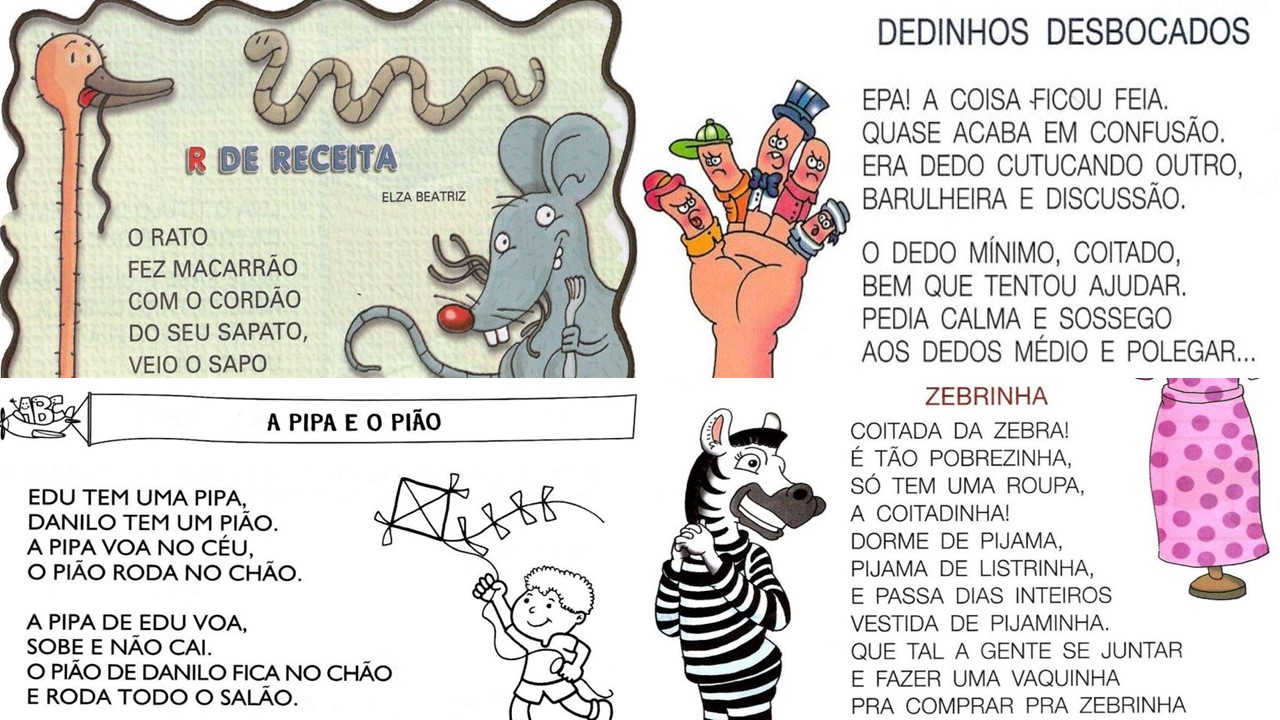 R DE RECEITA
ELZA BEATRIZ
O RATO
FEZ MACARRÃO
COM O CORDÃO
DO SEU SAPATO,
VEIO O SAPO
DEDINHOS DESBOCADOS
EPA! A COISA FICOU FEIA.
QUASE ACABA EM CONFUSÃO.
ERA DEDO CUTUCANDO OUTRO,
BARULHEIRA E DISCUSSÃO.
O DEDO MÍNIMO, COITADO,
BEM QUE TENTOU AJUDAR.
PEDIA CALMA E SOSSEGO
AOS DEDOS MÉDIO E POLEGAR...
ABC
A PIPA E O PIÃO
EDU TEM UMA PIPA,
DANILO TEM UM PIÃO.
A PIPA VOA NO CÉU,
O PIÃO RODA NO CHÃO.
A PIPA DE EDU VOA,
SOBE E NÃO CAI.
O PIÃO DE DANILO FICA NO CHÃO
E RODA TODO O SALÃO.
ZEBRINHA
COITADA DA ZEBRA!
É TÃO POBREZINHA,
SÓ TEM UMA ROUPA,
A COITADINHA!
DORME DE PIJAMA,
PIJAMA DE LISTRINHA,
E PASSA DIAS INTEIROS
VESTIDA DE PIJAMINHA.
QUE TAL A GENTE SE JUNTAR
E FAZER UMA VAQUINHA
PRA COMPRAR PRA ZEBRINHA